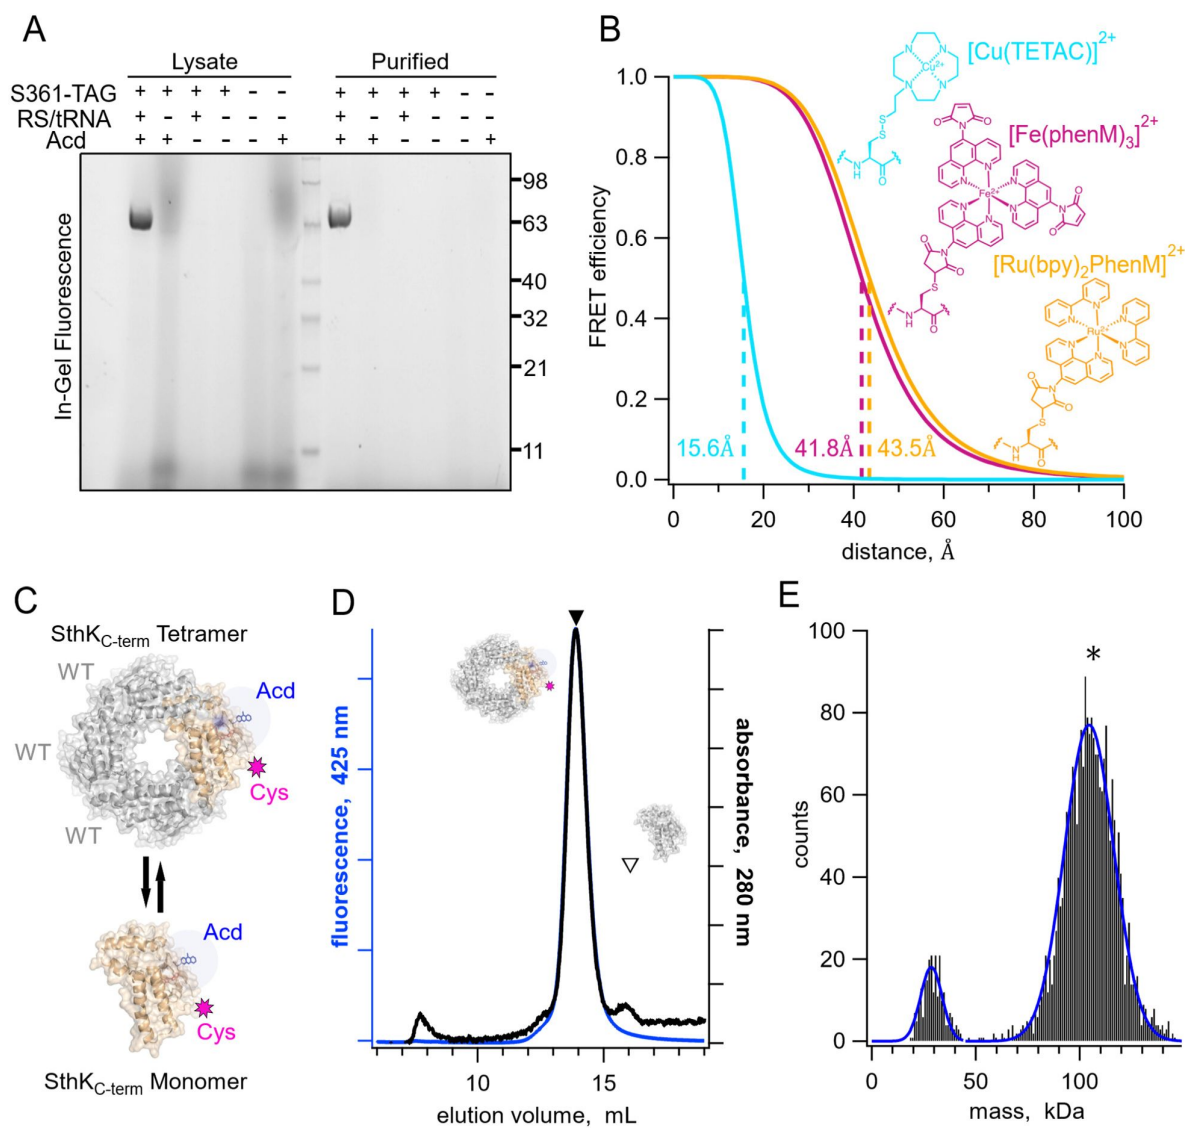 A
Lysate
Purified
S361-TAG + + + + - - + + + + - -
RS/tRNA + - + - - - + - + - - -
Acd + + - - - + + + - - - +
In-Gel Fluorescence
98
63
40
32
21
11
B
FRET efficiency
1.0
0.8
0.6
0.4
0.2
0.0
0 20 40 60 80 100
distance, Å
15.6Å
41.8Å
43.5Å
[Cu(TETAC)]2+
[Fe(phenM)3]2+
[Ru(bpy)2PhenM]2+
C
SthKC-term Tetramer
WT
WT
WT
Acd
Cys
Acd
Cys
SthKC-term Monomer
D
fluorescence, 425 nm
absorbance, 280 nm
10 15
elution volume, mL
E
counts
100
80
60
40
20
0
*
0 50 100
mass, kDa